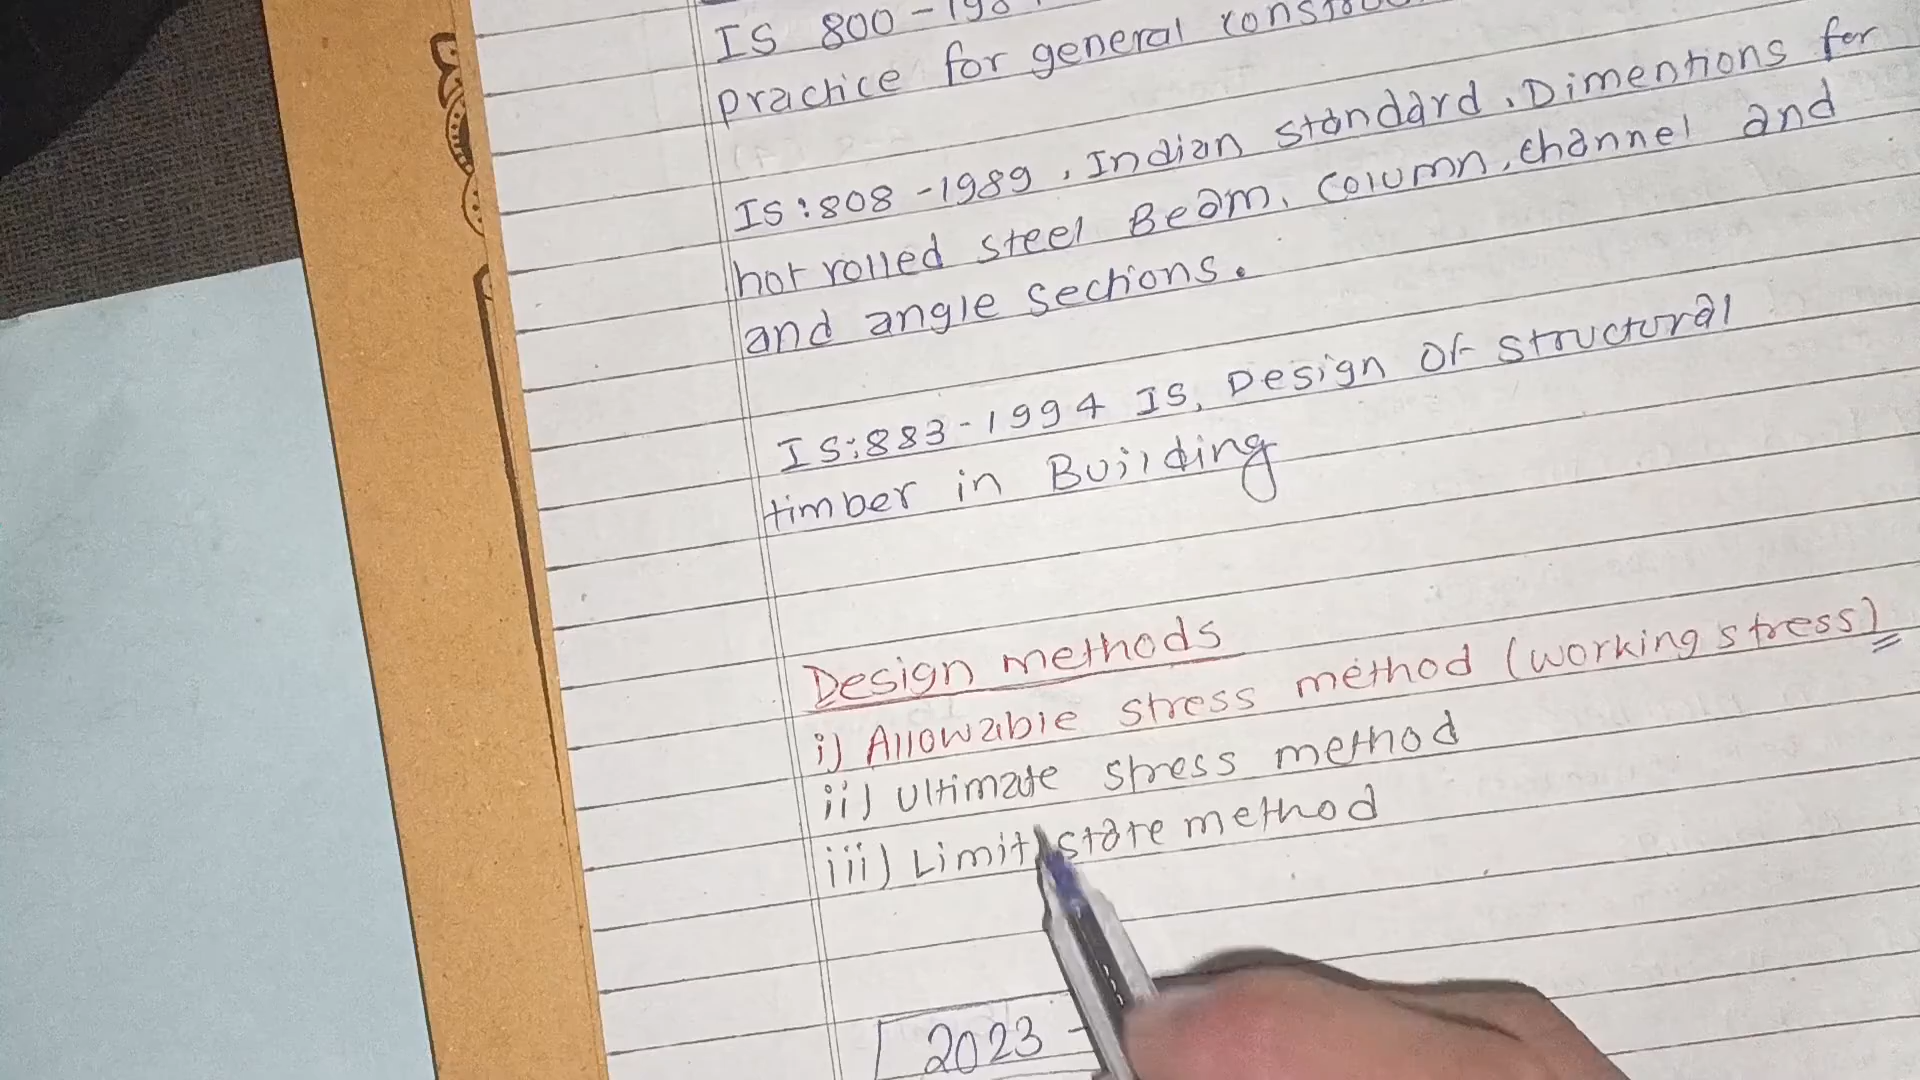 IS 800 -
practice for general
IS:808 -1989, Indian standard. Dimentions for
hot rolled steel Beam, column, channel and
and angle sections.
IS:883-1994 IS, Design of structural
timber in Building
Design methods
i) Allowable stress method (working stress)
ii) Ultimate stress method
iii) Limit state method
2023 -